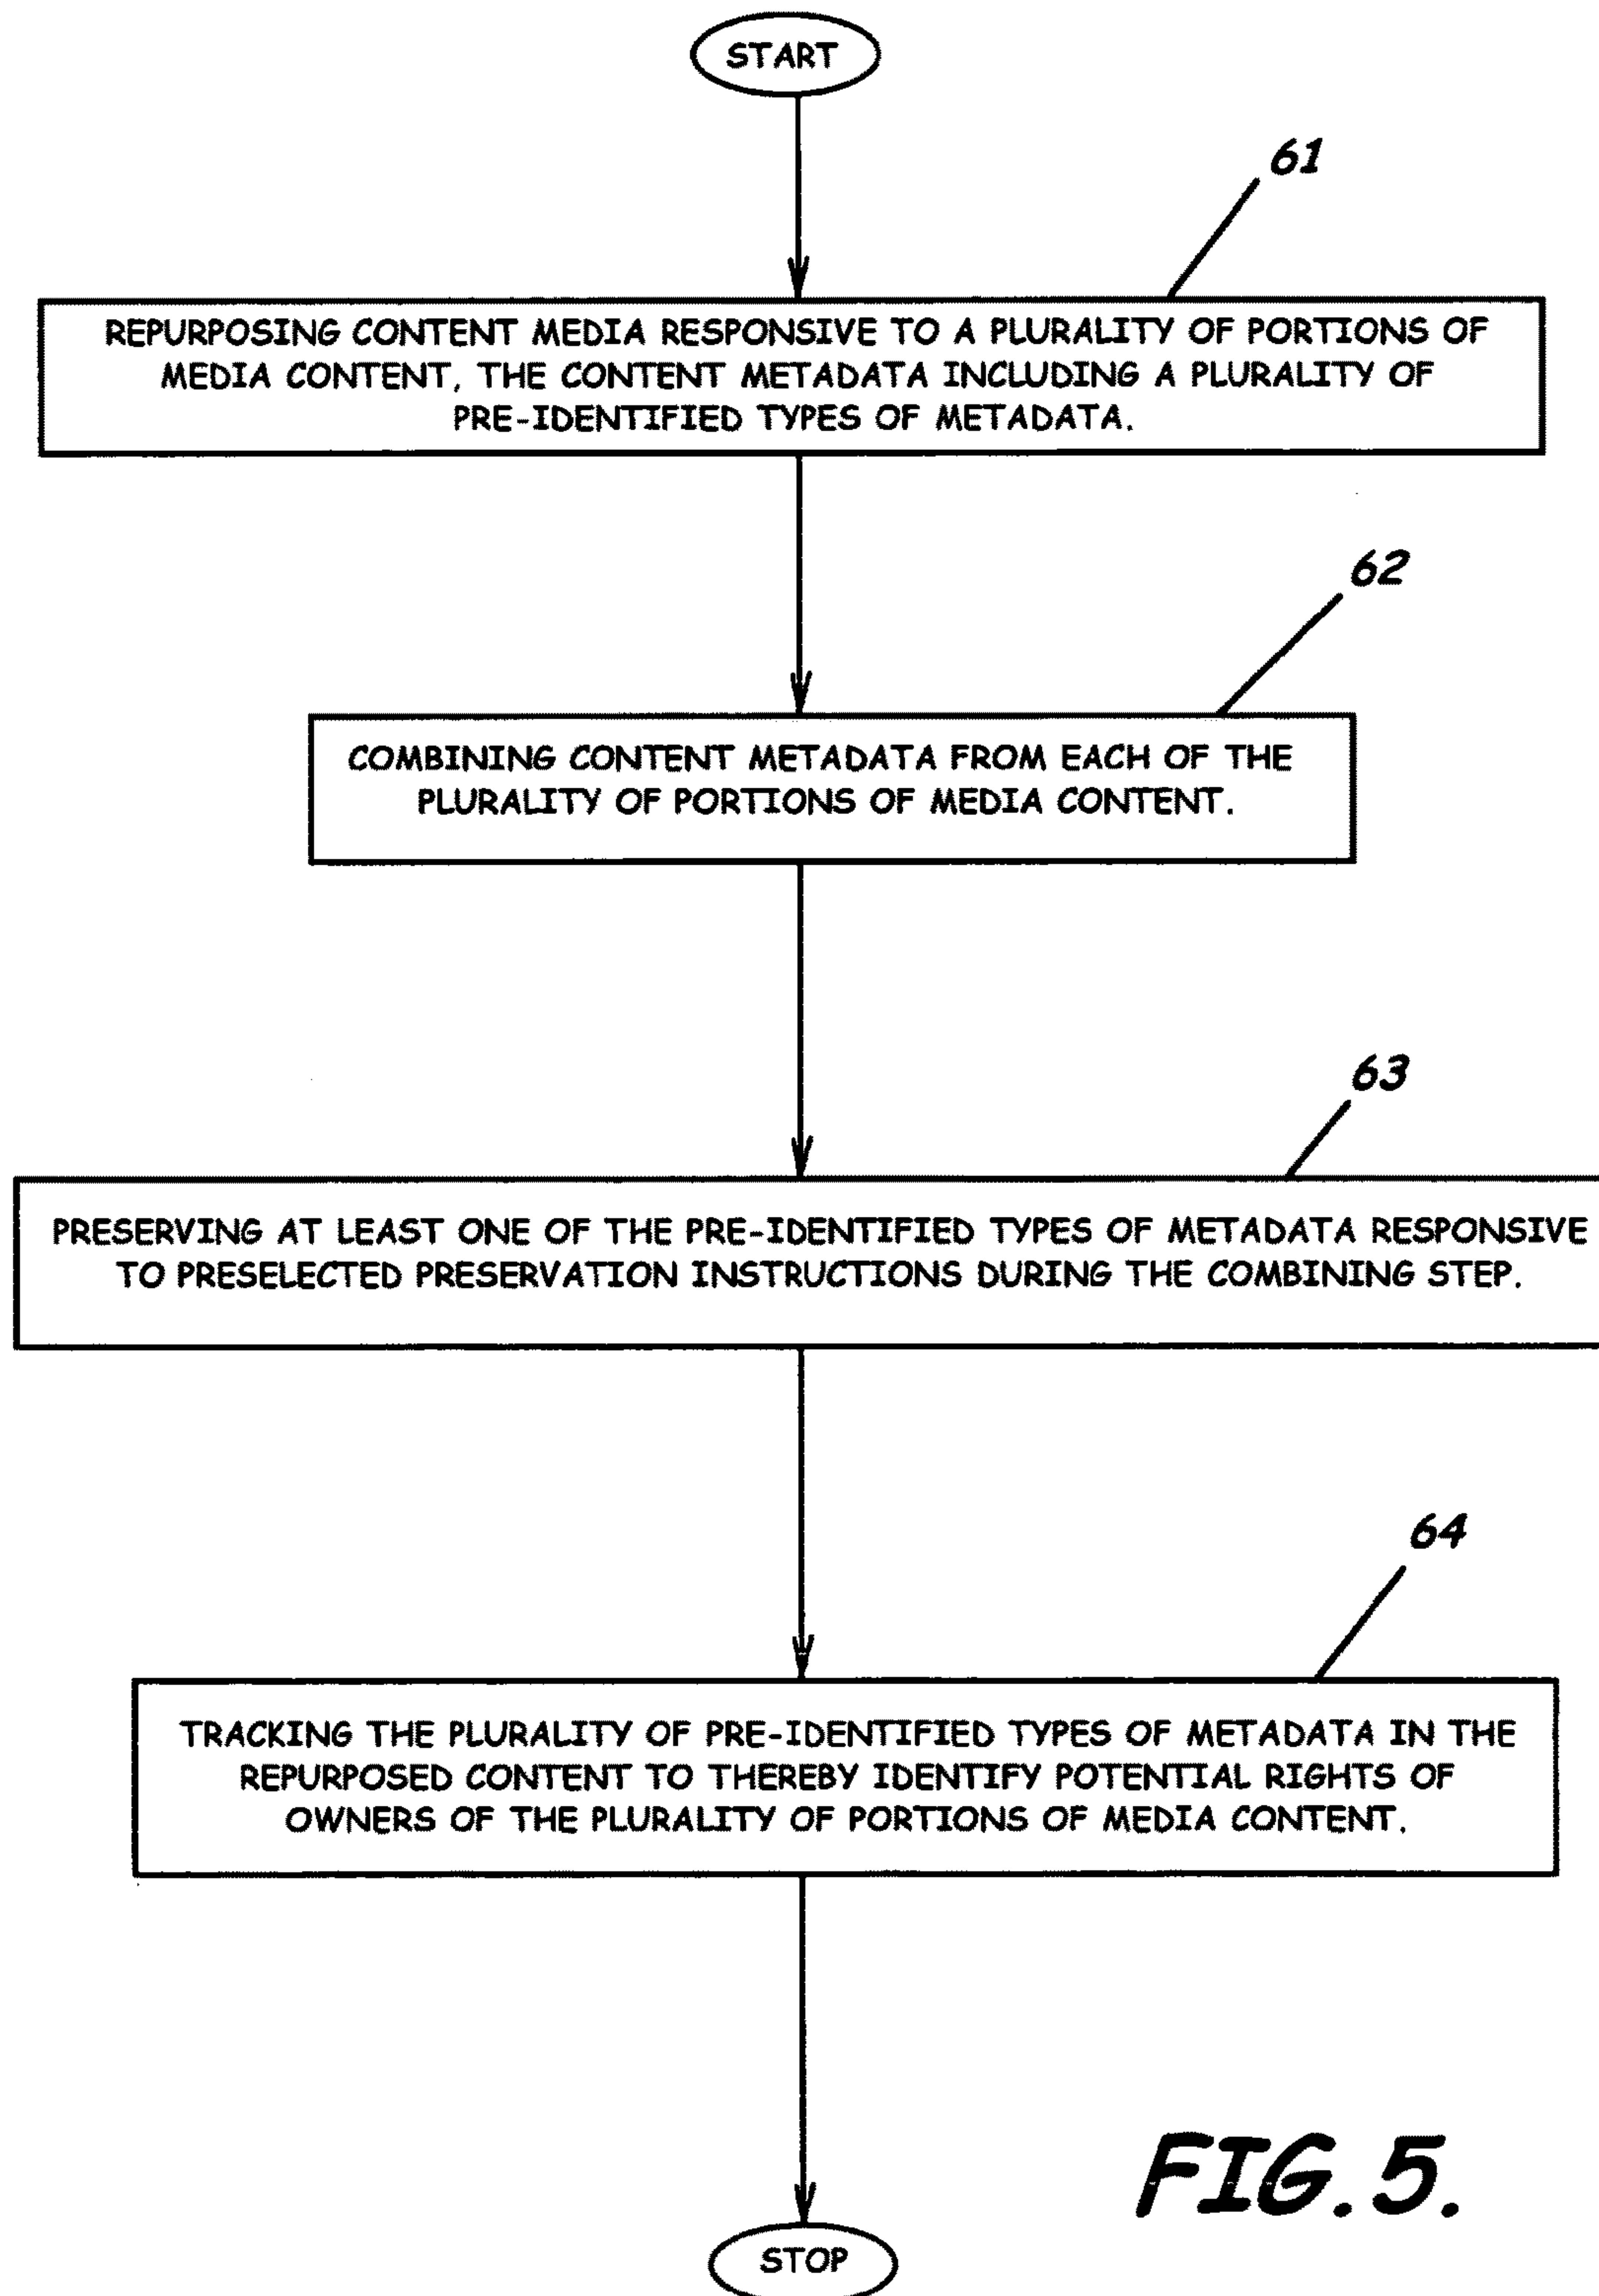 START
61
REPURPOSING CONTENT MEDIA RESPONSIVE TO A PLURALITY OF PORTIONS OF
MEDIA CONTENT, THE CONTENT METADATA INCLUDING A PLURALITY OF
PRE-IDENTIFIED TYPES OF METADATA.
62
COMBINING CONTENT METADATA FROM EACH OF THE
PLURALITY OF PORTIONS OF MEDIA CONTENT.
63
PRESERVING AT LEAST ONE OF THE PRE-IDENTIFIED TYPES OF METADATA RESPONSIVE
TO PRESELECTED PRESERVATION INSTRUCTIONS DURING THE COMBINING STEP.
64
TRACKING THE PLURALITY OF PRE-IDENTIFIED TYPES OF METADATA IN THE
REPURPOSED CONTENT TO THEREBY IDENTIFY POTENTIAL RIGHTS OF
OWNERS OF THE PLURALITY OF PORTIONS OF MEDIA CONTENT.
FIG. 5.
STOP